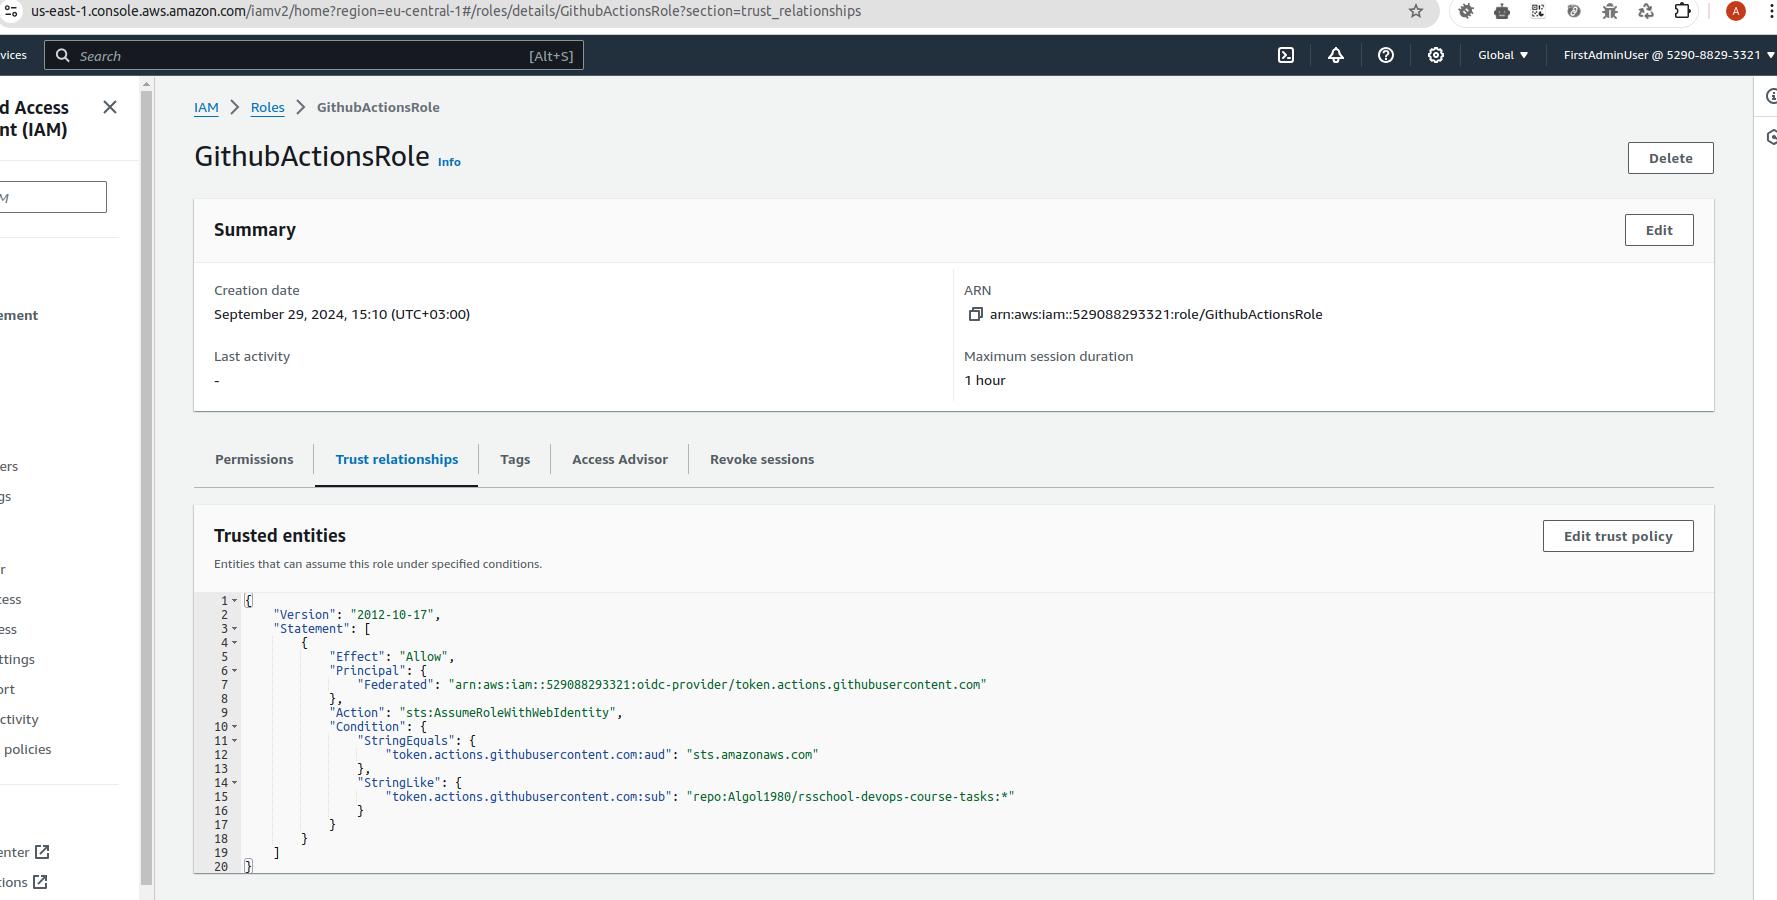 us-east-1.console.aws.amazon.com/iamv2/home?region=eu-central-1#/roles/details/GithubActionsRole?section=trust_relationships
A
vices
Search
[Alt+S]
Global
FirstAdminUser @ 5290-8829-3321
d Access
nt (IAM)
M
ement
ers
gs
r
cess
ess
ttings
ort
ctivity
policies
enter
tions
IAM > Roles > GithubActionsRole
GithubActionsRole Info
Delete
Summary
Edit
Creation date
September 29, 2024, 15:10 (UTC+03:00)
ARN
arn:aws:iam::529088293321:role/GithubActionsRole
Last activity
-
Maximum session duration
1 hour
Permissions
Trust relationships
Tags
Access Advisor
Revoke sessions
Trusted entities
Edit trust policy
Entities that can assume this role under specified conditions.
1 {
2 "Version": "2012-10-17",
3 "Statement": [
4 {
5 "Effect": "Allow",
6 "Principal": {
7 "Federated": "arn:aws:iam::529088293321:oidc-provider/token.actions.githubusercontent.com"
8 },
9 "Action": "sts:AssumeRoleWithWebIdentity",
10 "Condition": {
11 "StringEquals": {
12 "token.actions.githubusercontent.com:aud": "sts.amazonaws.com"
13 },
14 "StringLike": {
15 "token.actions.githubusercontent.com:sub": "repo:Algol1980/rsschool-devops-course-tasks:*"
16 }
17 }
18 }
19 ]
20 }